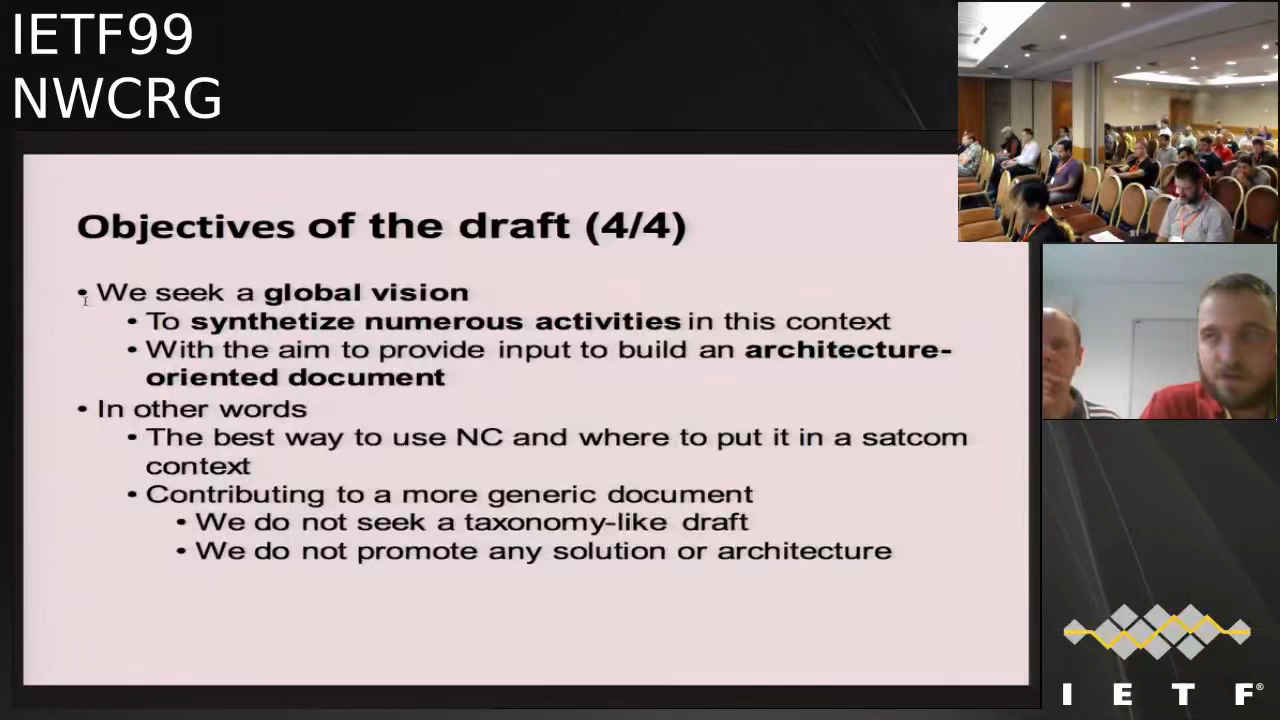 IETF99
NWCRG
Objectives of the draft (4/4)
• We seek a global vision
• To synthetize numerous activities in this context
• With the aim to provide input to build an architecture-
oriented document
• In other words
• The best way to use NC and where to put it in a satcom
context
• Contributing to a more generic document
• We do not seek a taxonomy-like draft
• We do not promote any solution or architecture
I E T F®